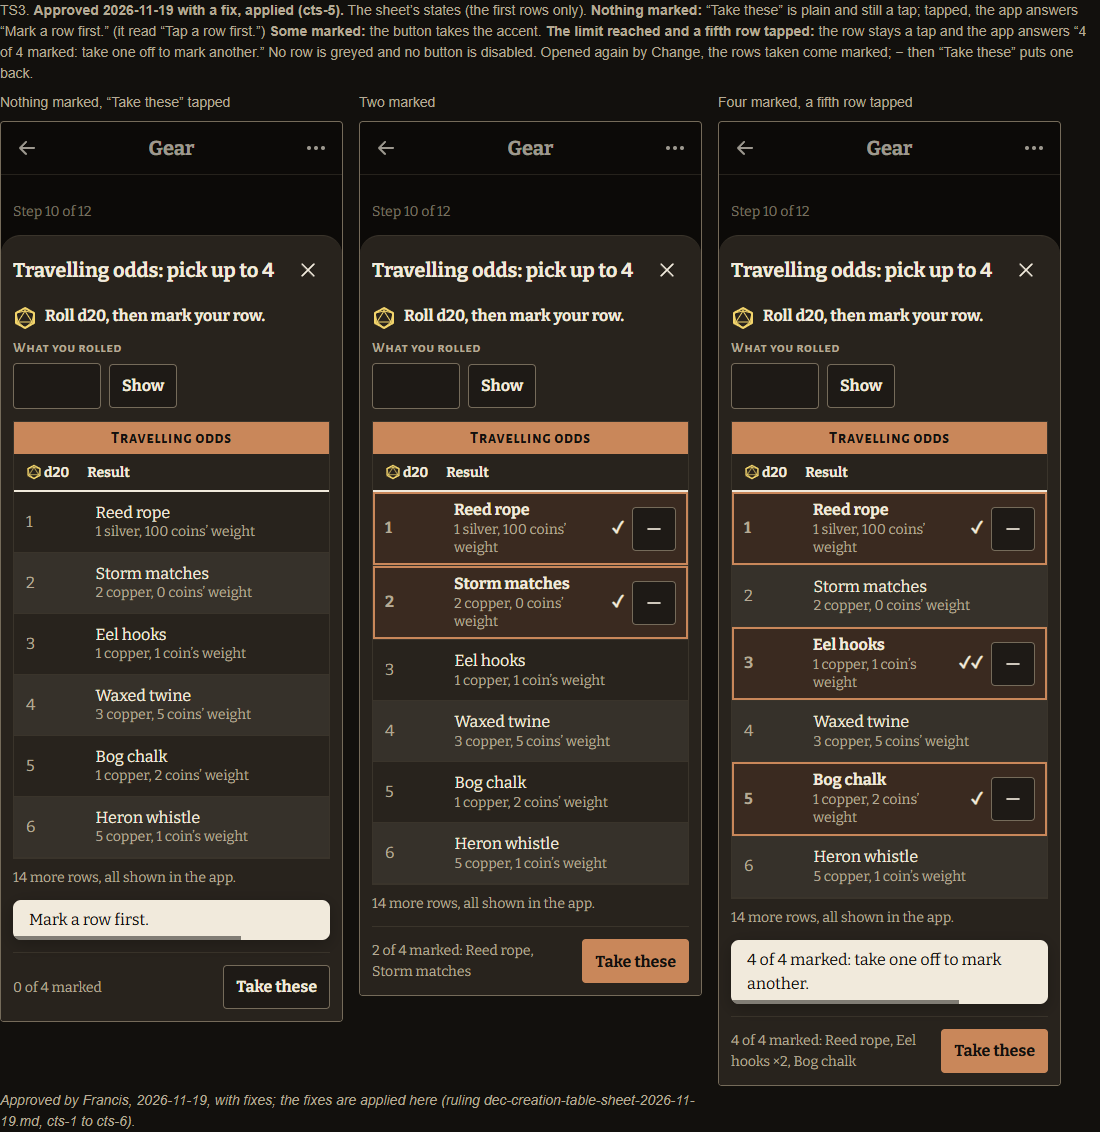 TS3. Approved 2026-11-19 with a fix, applied (cts-5). The sheet's states (the first rows only). Nothing marked: “Take these” is plain and still a tap; tapped, the app answers
“Mark a row first.” (it read “Tap a row first.”) Some marked: the button takes the accent. The limit reached and a fifth row tapped: the row stays a tap and the app answers “4
of 4 marked: take one off to mark another.” No row is greyed and no button is disabled. Opened again by Change, the rows taken come marked; – then “Take these” puts one
back.
Nothing marked, “Take these” tapped
Gear
Step 10 of 12
Travelling odds: pick up to 4
Roll d20, then mark your row.
What you rolled
Show
Travelling odds
d20 Result
1 Reed rope
1 silver, 100 coins’ weight
2 Storm matches
2 copper, 0 coins’ weight
3 Eel hooks
1 copper, 1 coin’s weight
4 Waxed twine
3 copper, 5 coins’ weight
5 Bog chalk
1 copper, 2 coins’ weight
6 Heron whistle
5 copper, 1 coin’s weight
14 more rows, all shown in the app.
Mark a row first.
0 of 4 marked
Take these
Two marked
Gear
Step 10 of 12
Travelling odds: pick up to 4
Roll d20, then mark your row.
What you rolled
Show
Travelling odds
d20 Result
1 Reed rope
1 silver, 100 coins’
weight
2 Storm matches
2 copper, 0 coins’
weight
3 Eel hooks
1 copper, 1 coin’s weight
4 Waxed twine
3 copper, 5 coins’ weight
5 Bog chalk
1 copper, 2 coins’ weight
6 Heron whistle
5 copper, 1 coin’s weight
14 more rows, all shown in the app.
2 of 4 marked: Reed rope,
Storm matches
Take these
Four marked, a fifth row tapped
Gear
Step 10 of 12
Travelling odds: pick up to 4
Roll d20, then mark your row.
What you rolled
Show
Travelling odds
d20 Result
1 Reed rope
1 silver, 100 coins’
weight
2 Storm matches
2 copper, 0 coins’ weight
3 Eel hooks
1 copper, 1 coin’s
weight
4 Waxed twine
3 copper, 5 coins’ weight
5 Bog chalk
1 copper, 2 coins’
weight
6 Heron whistle
5 copper, 1 coin’s weight
14 more rows, all shown in the app.
4 of 4 marked: take one off to mark
another.
4 of 4 marked: Reed rope, Eel
hooks ×2, Bog chalk
Take these
Approved by Francis, 2026-11-19, with fixes; the fixes are applied here (ruling dec-creation-table-sheet-2026-11-
19.md, cts-1 to cts-6).